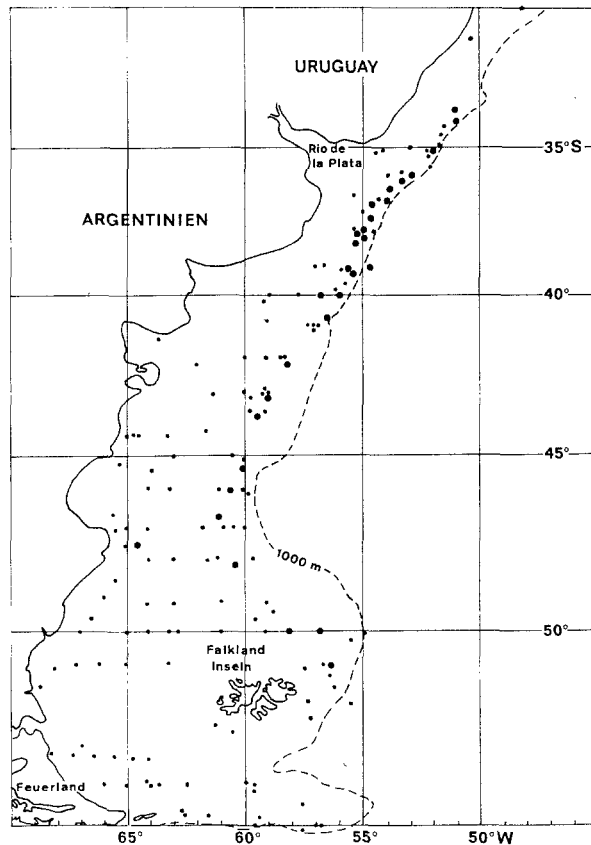 URUGUAY
Rio de
la Plata
35°S
ARGENTINIEN
40°
45°
1000 m
50°
Falkland
Inseln
Feuerland
65° 60° 55° 50°W